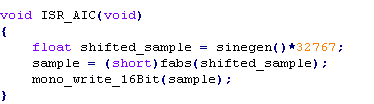 void ISR_AIC(void)
{
    float shifted_sample = sinegen()*32767;
    sample = (short)fabs(shifted_sample);
    mono_write_16Bit(sample);
}